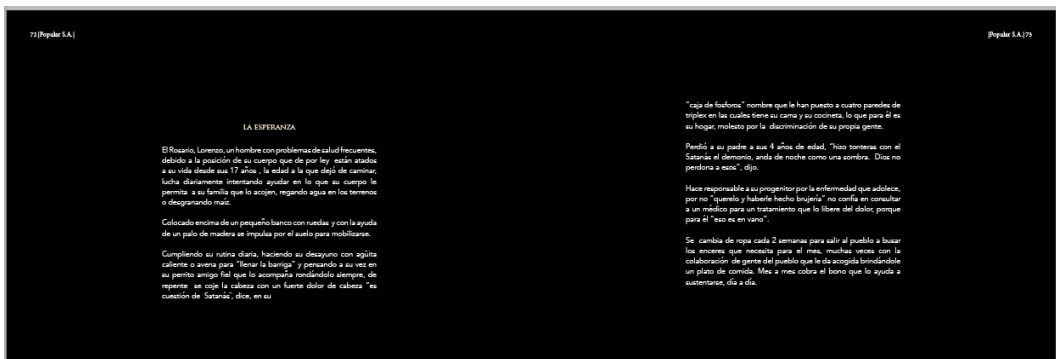 72|Popular S.A.|
LA ESPERANZA
El Rosario, Lorenzo, un hombre con problemas de salud frecuentes,
debido a la posición de su cuerpo que de por ley están atados
a su vida desde sus 17 años , la edad a la que dejó de caminar,
lucha diariamente intentando ayudar en lo que su cuerpo le
permita a su familia que lo acojen, regando agua en los terrenos
o desgranando maíz.
Colocado encima de un pequeño banco con ruedas y con la ayuda
de un palo de madera se impulsa por el suelo para mobilizarse.
Cumpliendo su rutina diaria, haciendo su desayuno con agüita
caliente o avena para “llenar la barriga” y pensando a su vez en
su perrito amigo fiel que lo acompaña rondándolo siempre, de
repente se coje la cabeza con un fuerte dolor de cabeza “es
cuestión de Satanás”, dice, en su
|Popular S.A.|73
“caja de fosforos” nombre que le han puesto a cuatro paredes de
triplex en las cuales tiene su cama y su cocineta, lo que para él es
su hogar, molesto por la discriminación de su propia gente.
Perdió a su padre a sus 4 años de edad, “hizo tonteras con el
Satanás el demonio, anda de noche como una sombra. Dios no
perdona a esos”, dijo.
Hace responsable a su progenitor por la enfermedad que adolece,
por no “querelo y haberle hecho brujería” no confía en consultar
a un médico para un tratamiento que lo libere del dolor, porque
para él “eso es en vano”.
Se cambia de ropa cada 2 semanas para salir al pueblo a busar
los enceres que necesita para el mes, muchas veces con la
colaboración de gente del pueblo que le da acogida brindándole
un plato de comida. Mes a mes cobra el bono que lo ayuda a
sustentarse, día a día.